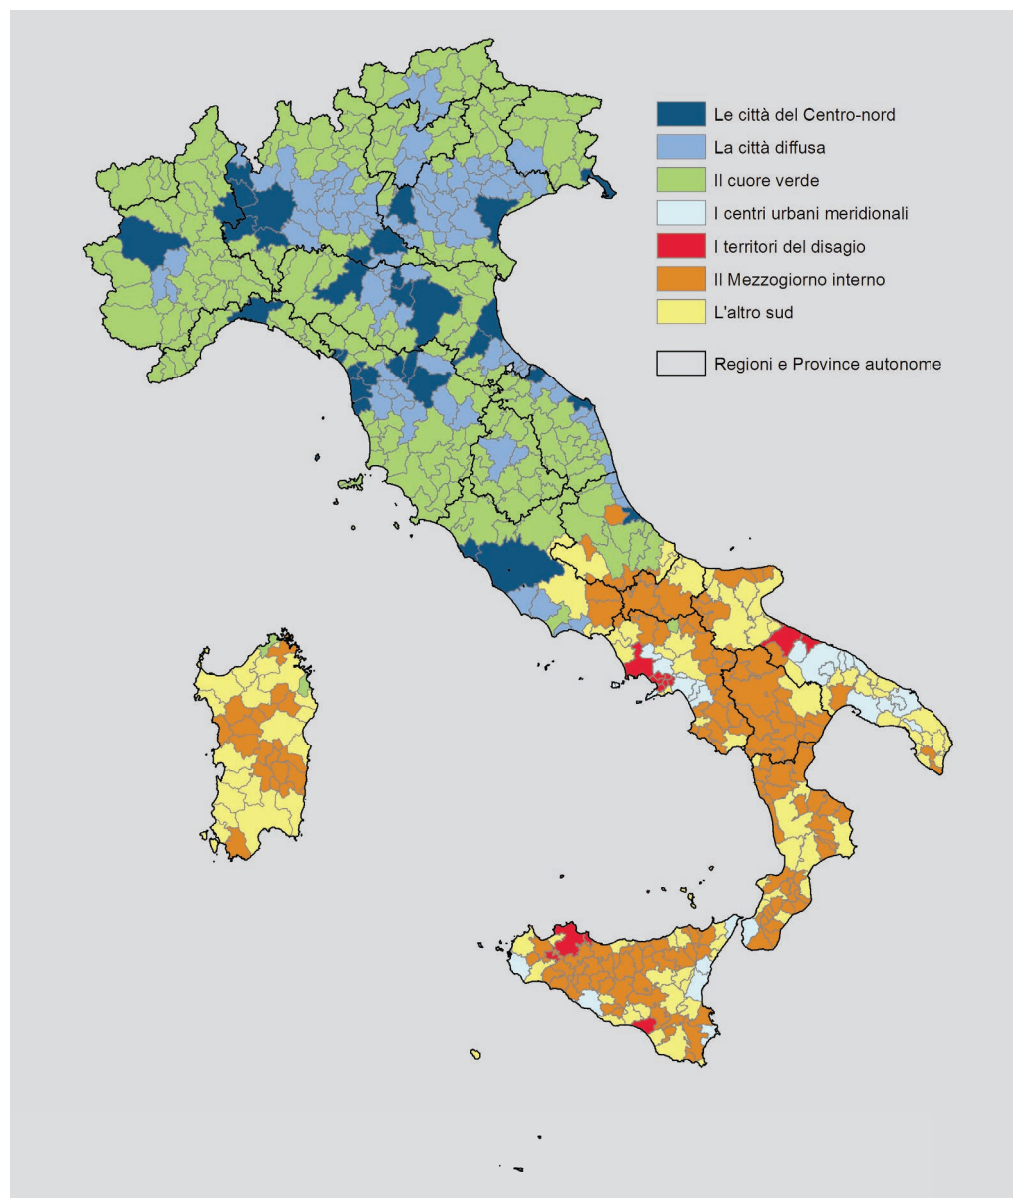 Le città del Centro-nord
La città diffusa
Il cuore verde
I centri urbani meridionali
I territori del disagio
Il Mezzogiorno interno
L'altro sud
Regioni e Province autonome